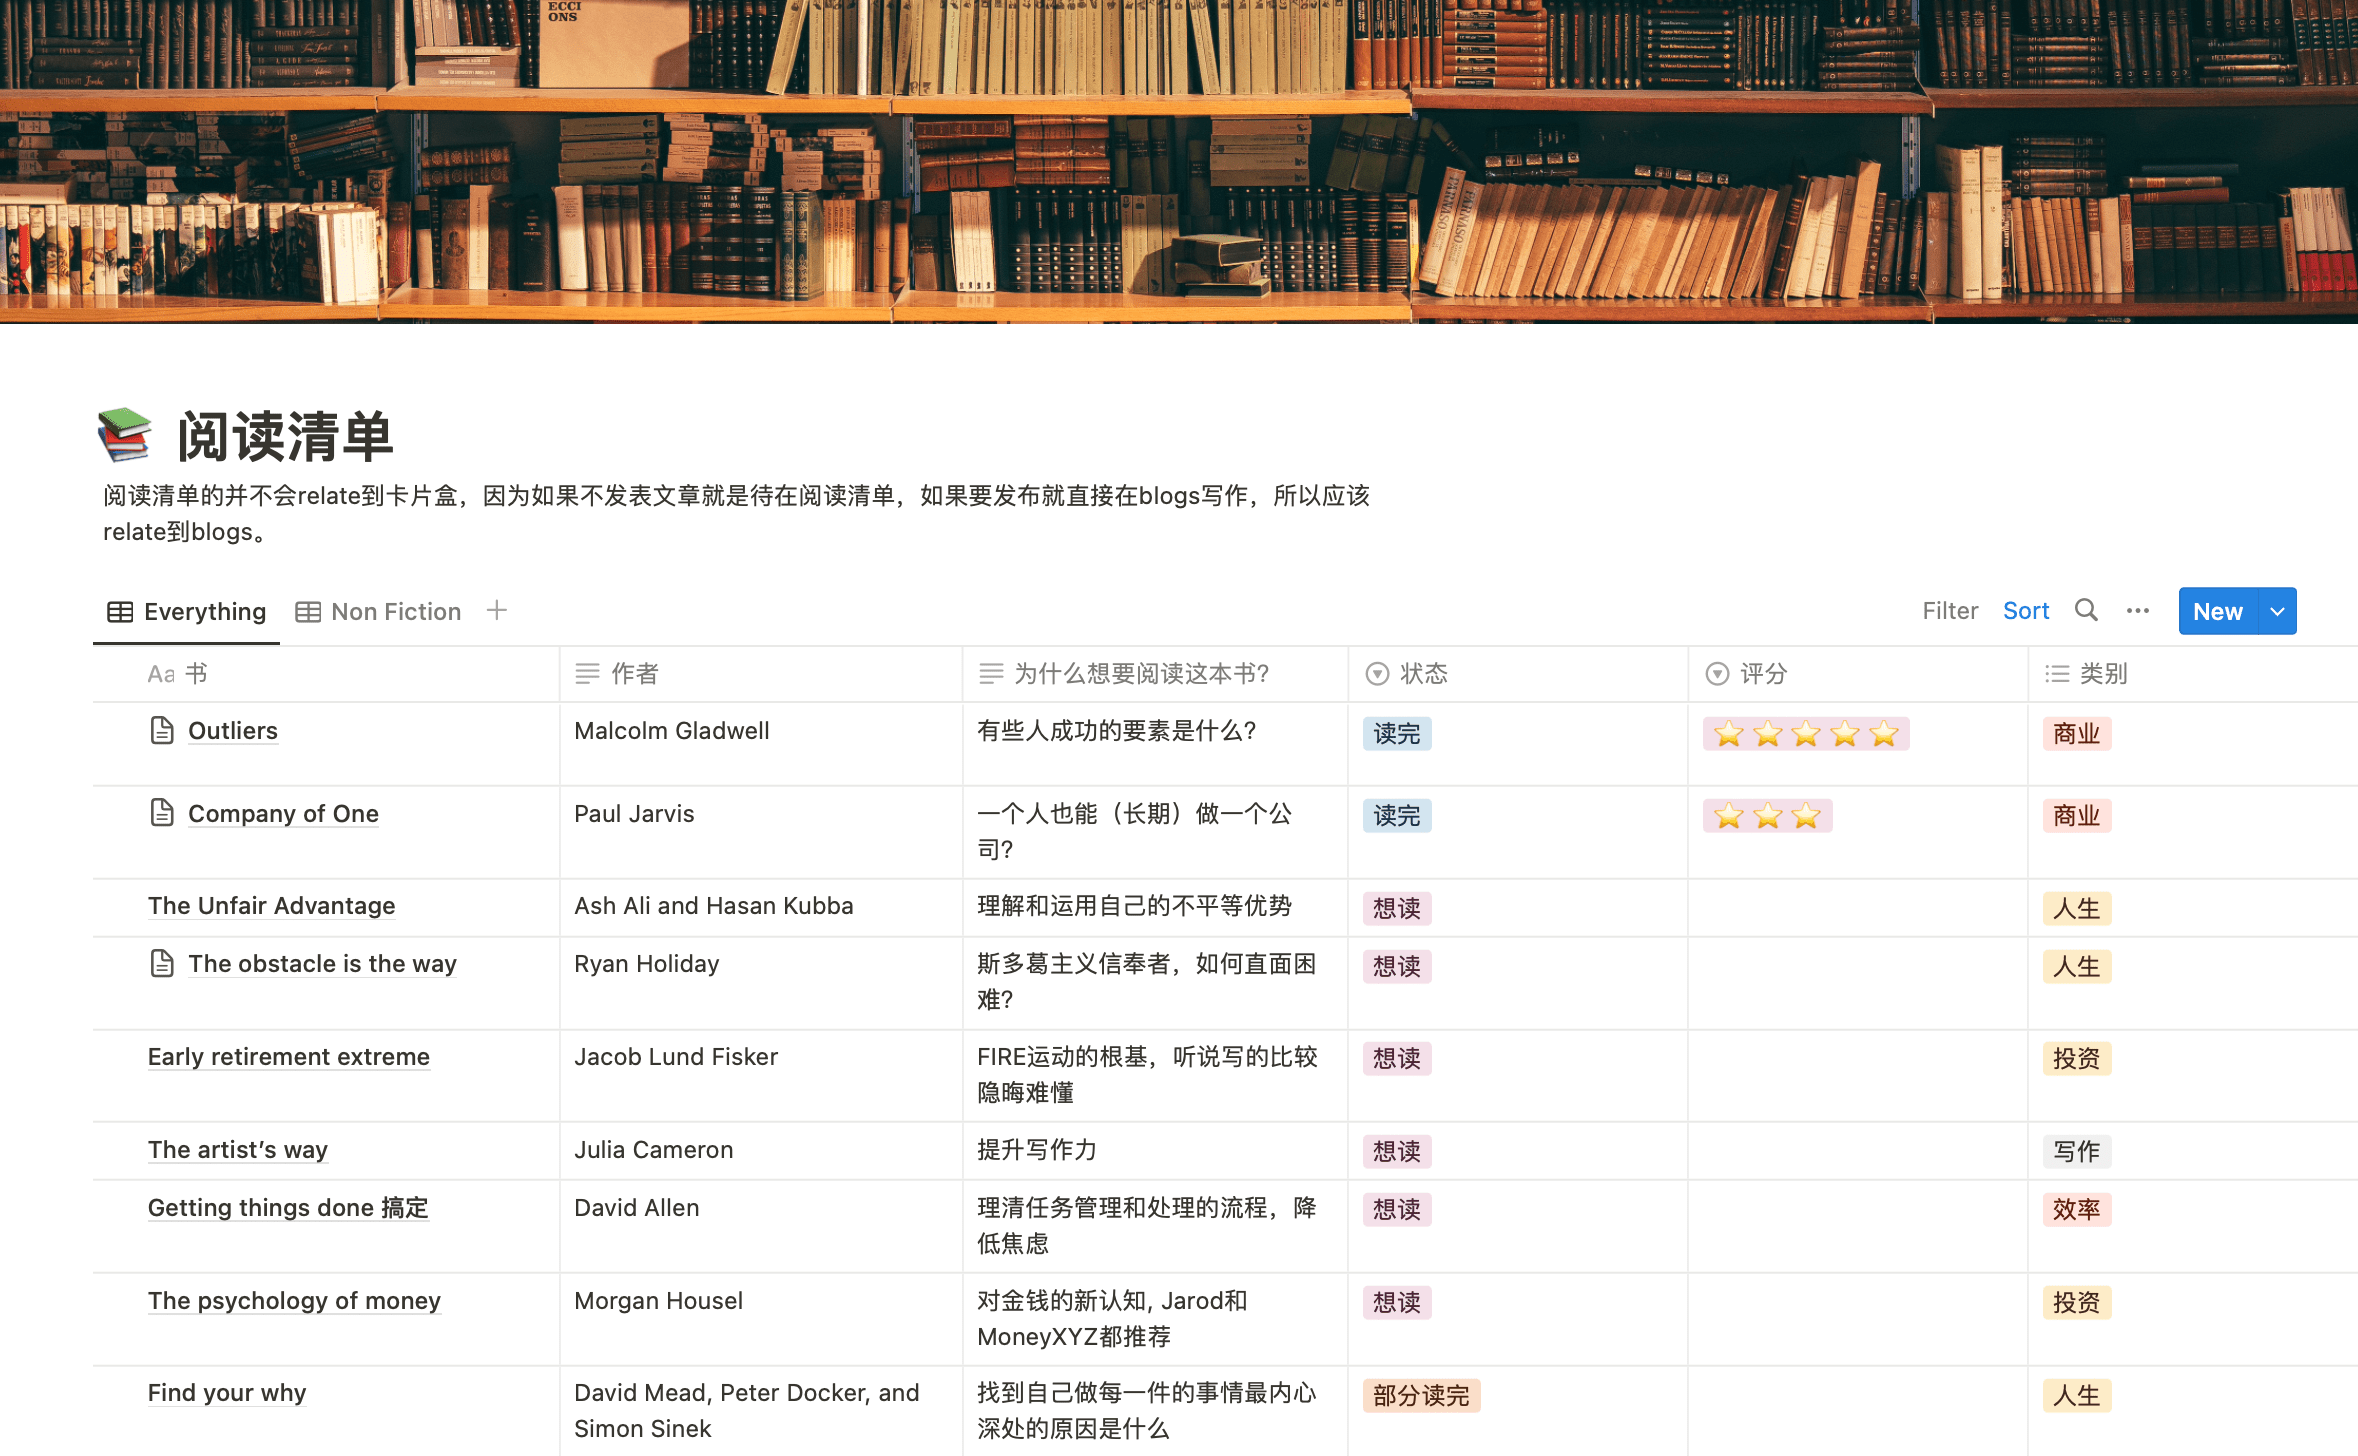 ECCI
ONS
PARNASO
PARNASO
阅读清单
阅读清单的并不会relate到卡片盒，因为如果不发表文章就是待在阅读清单，如果要发布就直接在blogs写作，所以应该
relate到blogs。
Everything Non Fiction
Filter Sort New
Aa 书 作者 为什么想要阅读这本书? 状态 评分 类别
Outliers Malcolm Gladwell 有些人成功的要素是什么? 读完 ⭐⭐⭐⭐⭐ 商业
Company of One Paul Jarvis 一个人也能（长期）做一个公 读完 ⭐⭐⭐ 商业
司?
The Unfair Advantage Ash Ali and Hasan Kubba 理解和运用自己的不平等优势 想读 人生
The obstacle is the way Ryan Holiday 斯多葛主义信奉者，如何直面困 想读 人生
难?
Early retirement extreme Jacob Lund Fisker FIRE运动的根基，听说写的比较 想读 投资
隐晦难懂
The artist’s way Julia Cameron 提升写作力 想读 写作
Getting things done 搞定 David Allen 理清任务管理和处理的流程，降 想读 效率
低焦虑
The psychology of money Morgan Housel 对金钱的新认知, Jarod和 想读 投资
MoneyXYZ都推荐
Find your why David Mead, Peter Docker, and 找到自己做每一件的事情最内心 部分读完 人生
Simon Sinek 深处的原因是什么